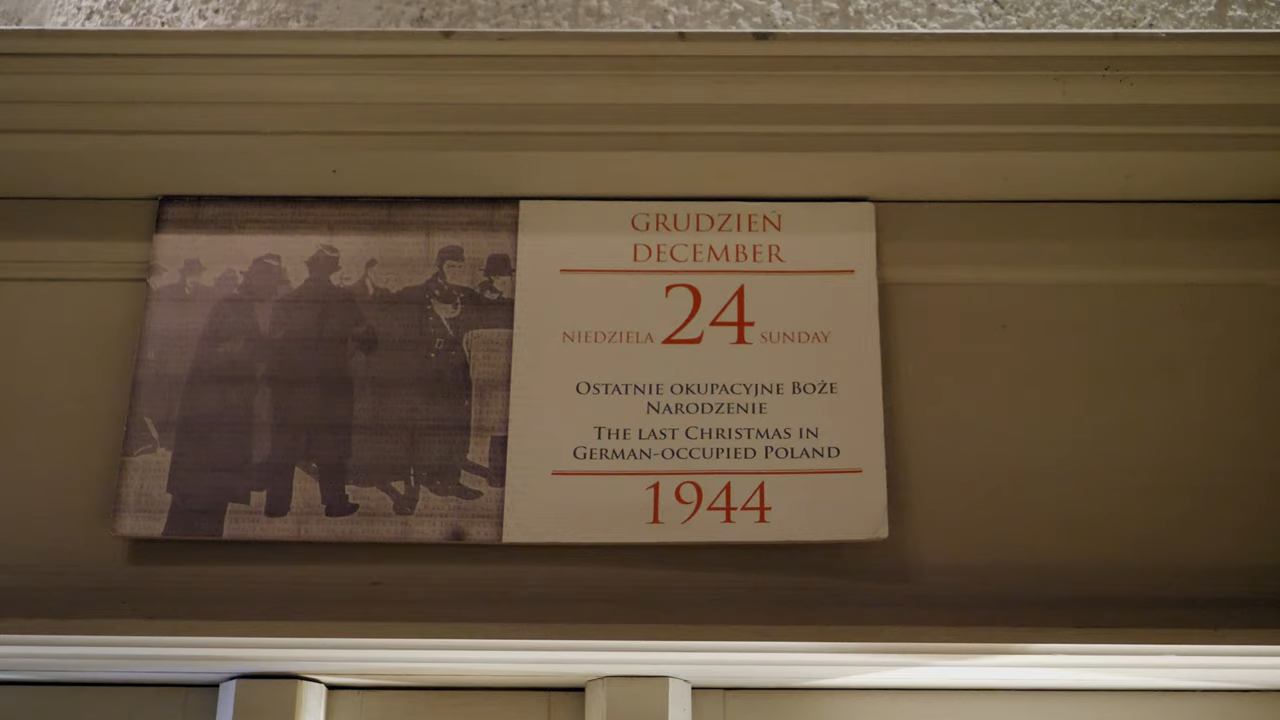 GRUDZIEŃ
DECEMBER
NIEDZIELA 24 SUNDAY
OSTATNIE OKUPACYJNE BOŻE
NARODZENIE
THE LAST CHRISTMAS IN
GERMAN-OCCUPIED POLAND
1944